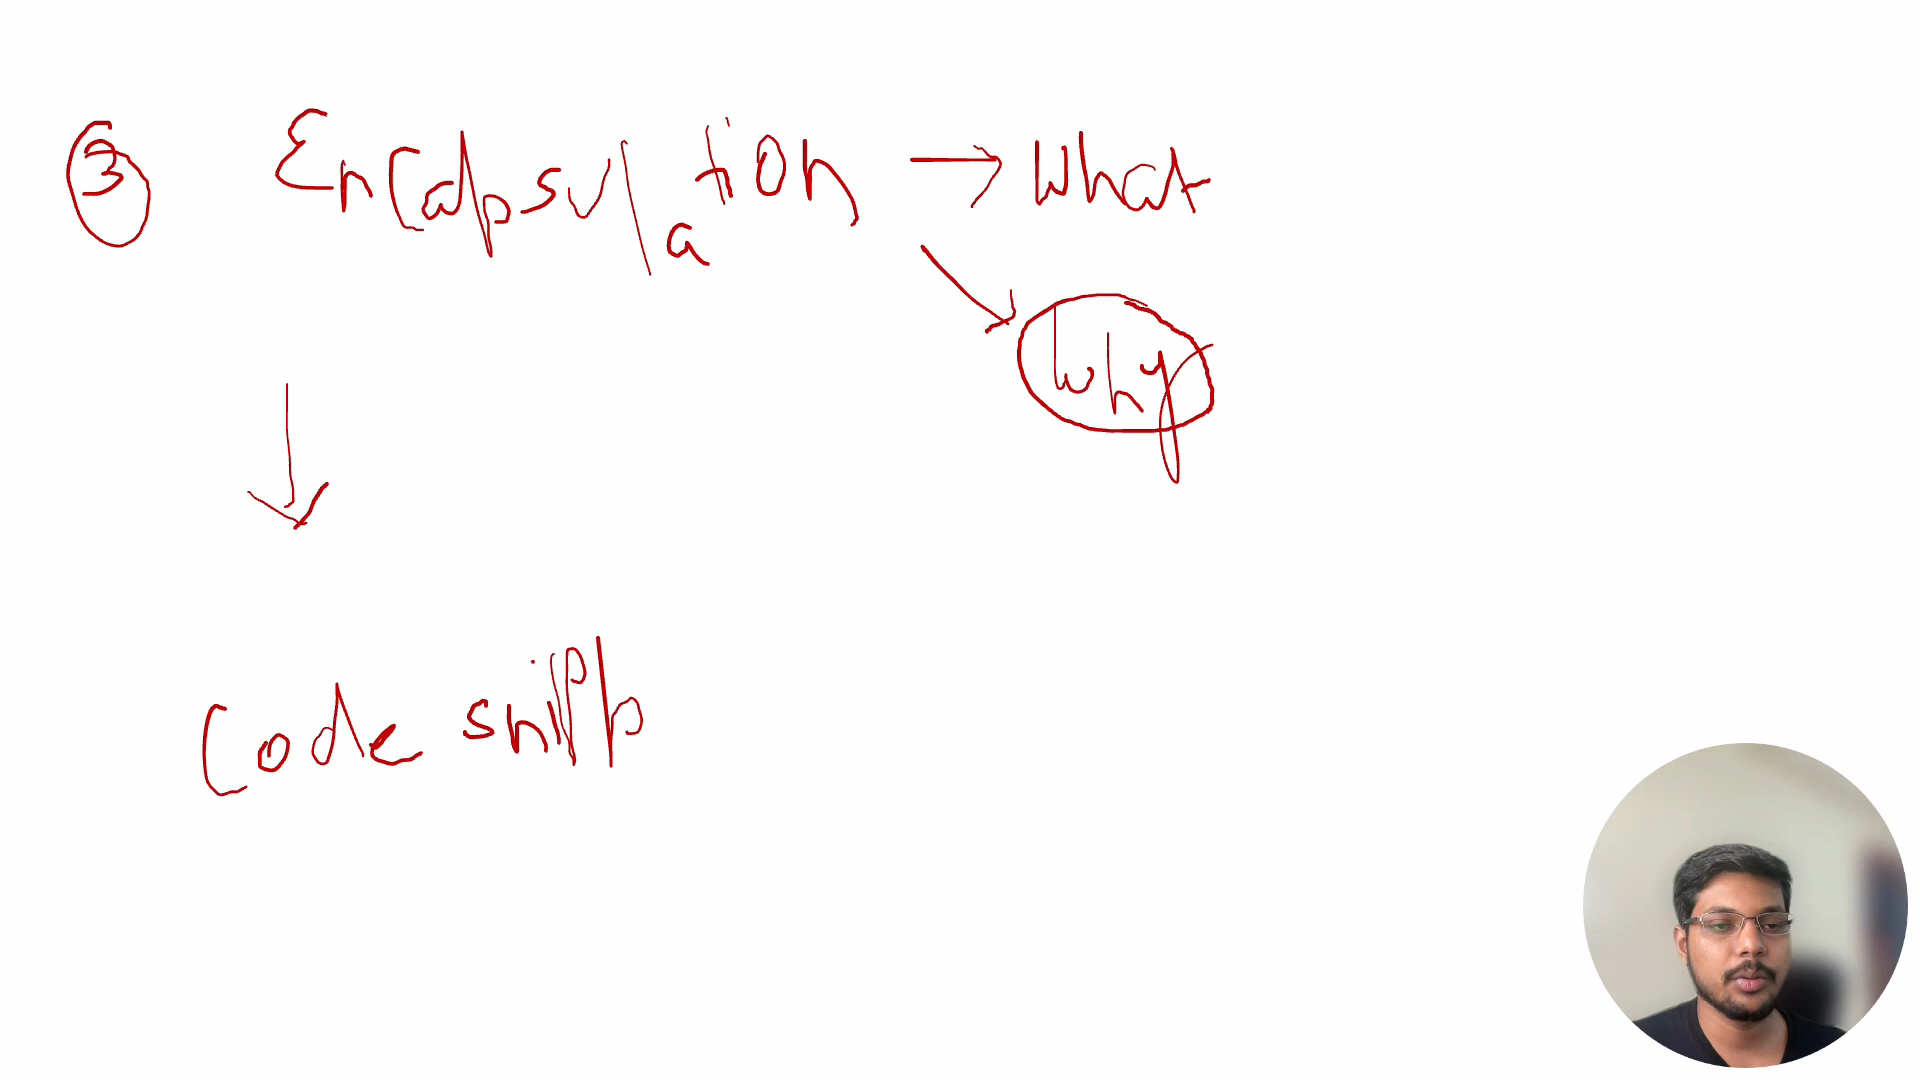 3 Encapsulation → What
Why
Code snipp